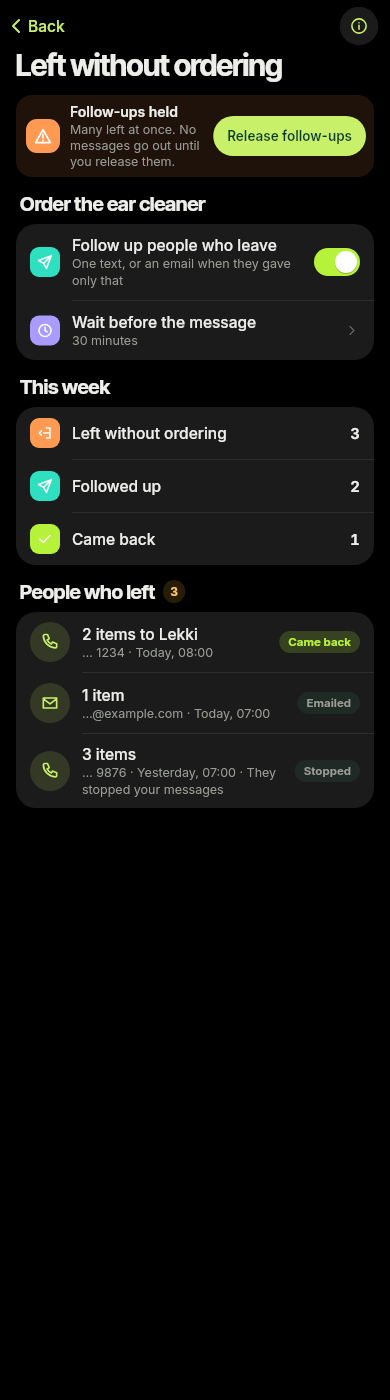 Back
Left without ordering
Follow-ups held
Many left at once. No
messages go out until
you release them.
Release follow-ups
Order the ear cleaner
Follow up people who leave
One text, or an email when they gave
only that
Wait before the message
30 minutes
This week
Left without ordering
3
Followed up
2
Came back
1
People who left
3
2 items to Lekki
... 1234 · Today, 08:00
Came back
1 item
...@example.com · Today, 07:00
Emailed
3 items
... 9876 · Yesterday, 07:00 · They
stopped your messages
Stopped